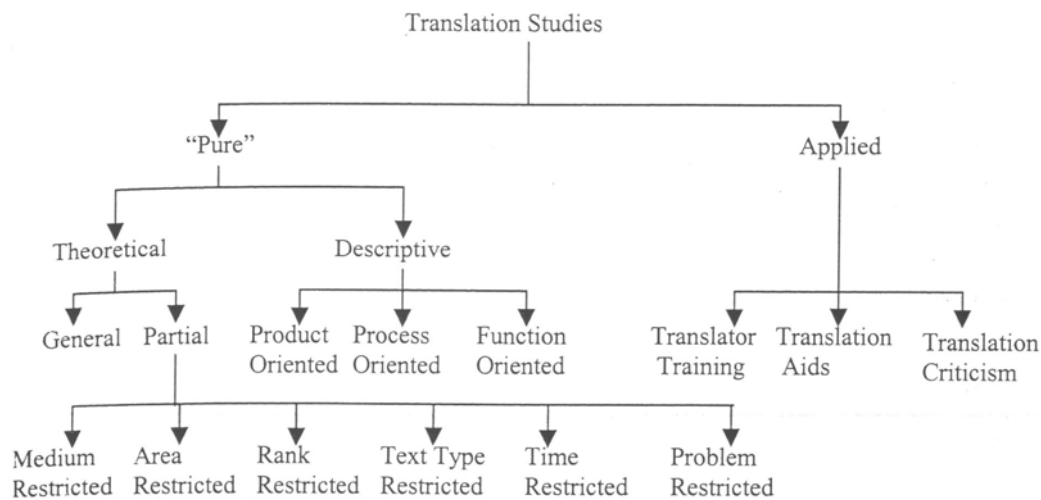 Translation Studies
“Pure”
Applied
Theoretical
Descriptive
General
Partial
Product
Oriented
Process
Oriented
Function
Oriented
Translator
Training
Translation
Aids
Translation
Criticism
Medium
Restricted
Area
Restricted
Rank
Restricted
Text Type
Restricted
Time
Restricted
Problem
Restricted